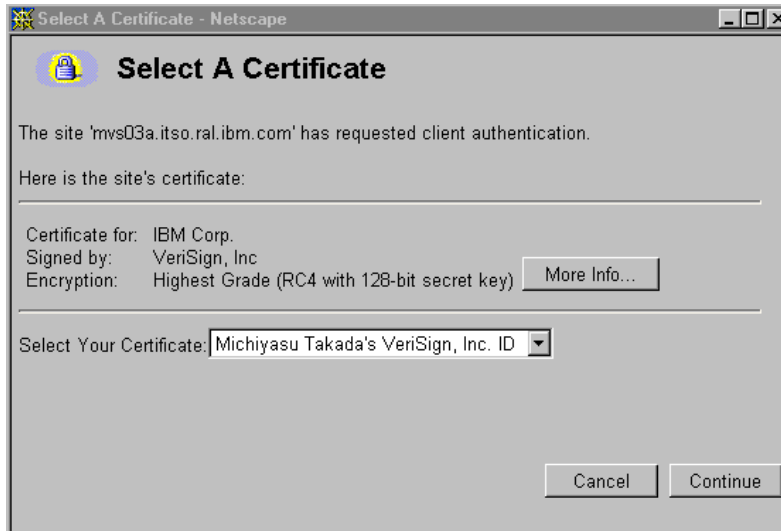 Select A Certificate - Netscape
Select A Certificate
The site 'mvs03a.itso.ral.ibm.com' has requested client authentication.
Here is the site's certificate:
Certificate for: IBM Corp.
Signed by: VeriSign, Inc
Encryption: Highest Grade (RC4 with 128-bit secret key) More Info...
Select Your Certificate: Michiyasu Takada's VeriSign, Inc. ID
Cancel Continue